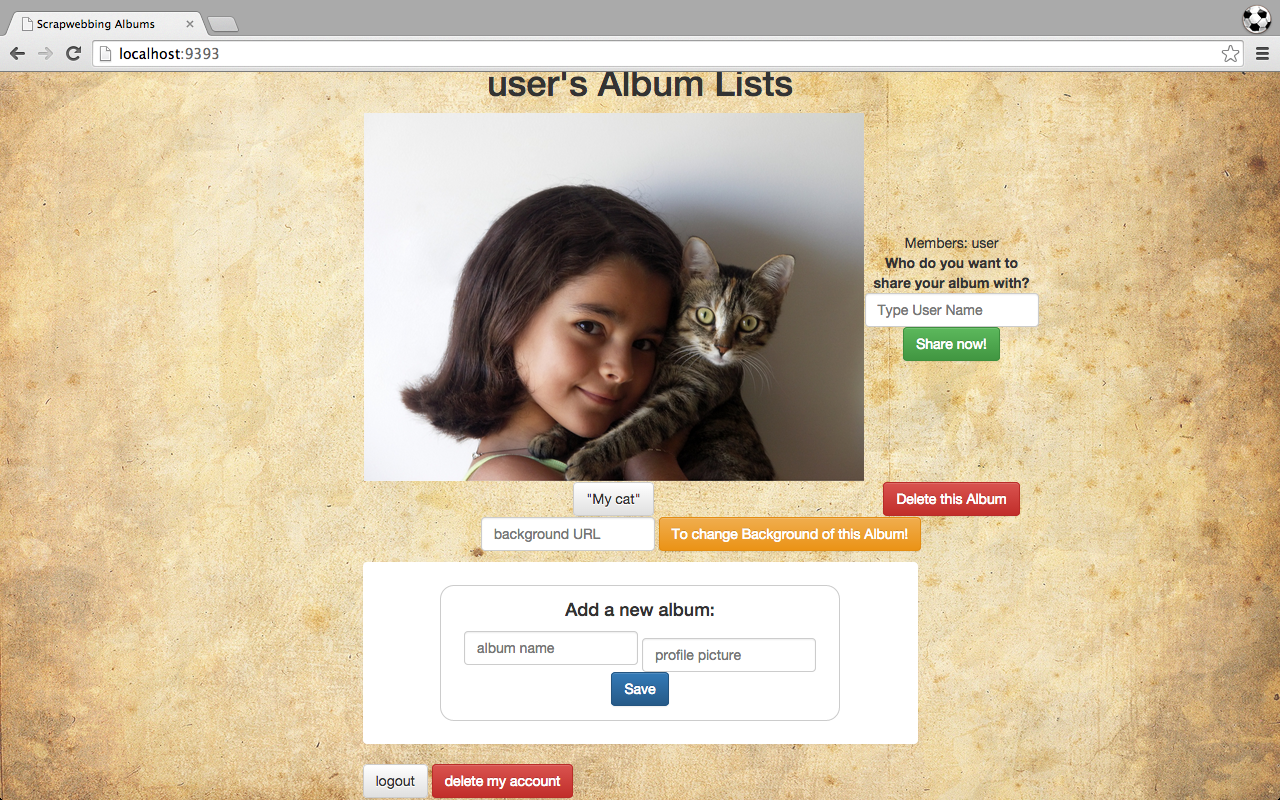 Scrapwebbing Albums
localhost:9393
user's Album Lists
Members: user
Who do you want to
share your album with?
Type User Name
Share now!
"My cat"
Delete this Album
background URL
To change Background of this Album!
Add a new album:
album name
profile picture
Save
logout
delete my account